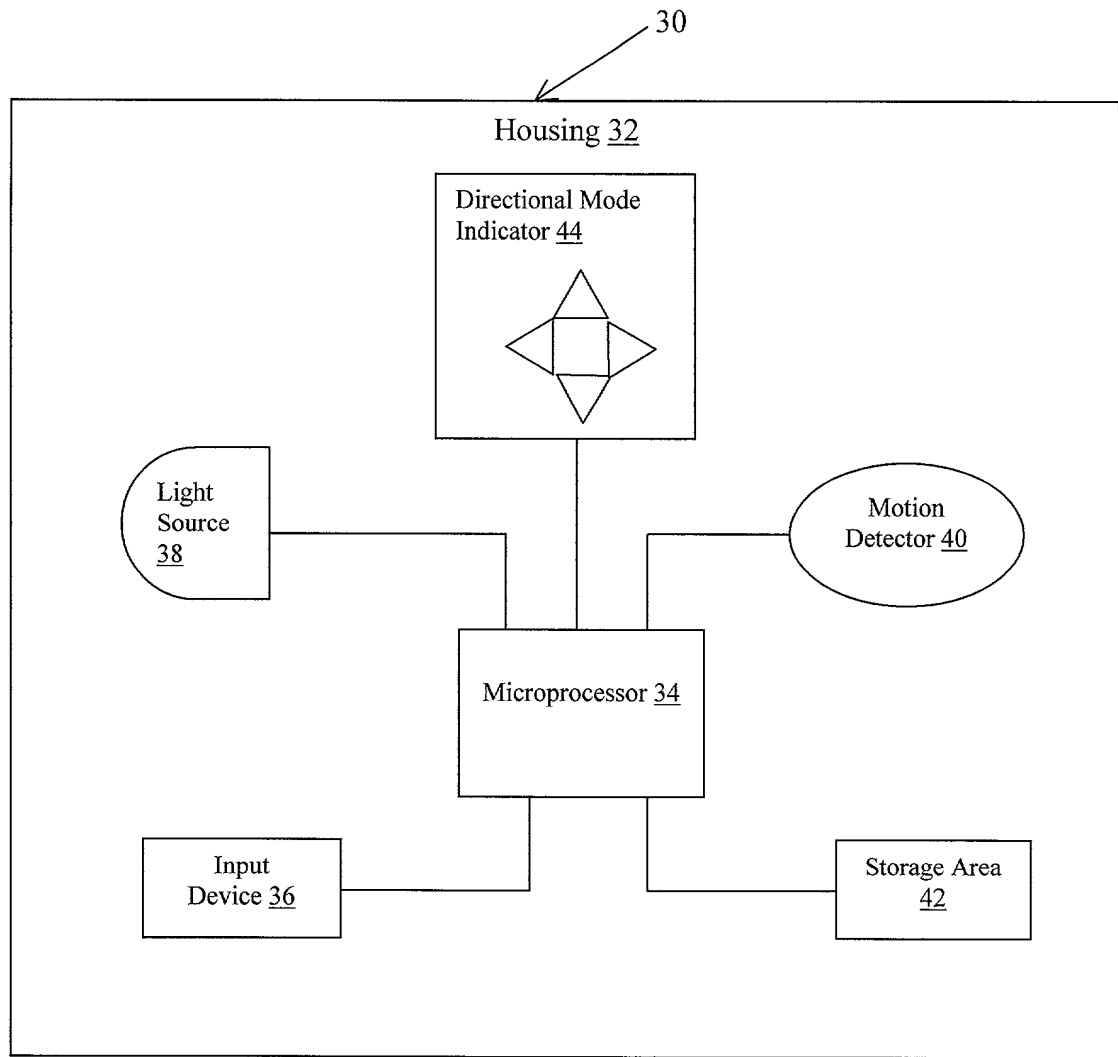 30
Housing 32
Directional Mode
Indicator 44
Light
Source
38
Motion
Detector 40
Microprocessor 34
Input
Device 36
Storage Area
42